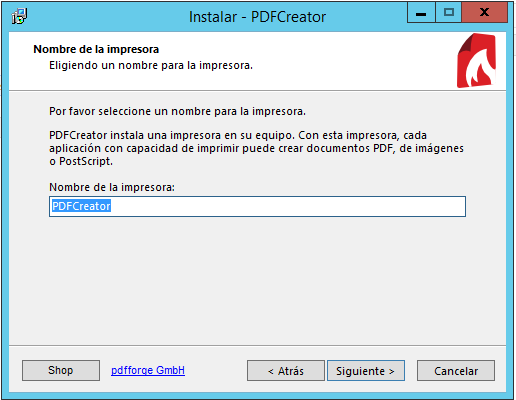 Instalar - PDFCreator
Nombre de la impresora
Eligiendo un nombre para la impresora.
Por favor seleccione un nombre para la impresora.
PDFCreator instala una impresora en su equipo. Con esta impresora, cada
aplicación con capacidad de imprimir puede crear documentos PDF, de imágenes
o PostScript.
Nombre de la impresora:
PDFCreator
Shop
pdfforge GmbH
< Atrás
Siguiente >
Cancelar